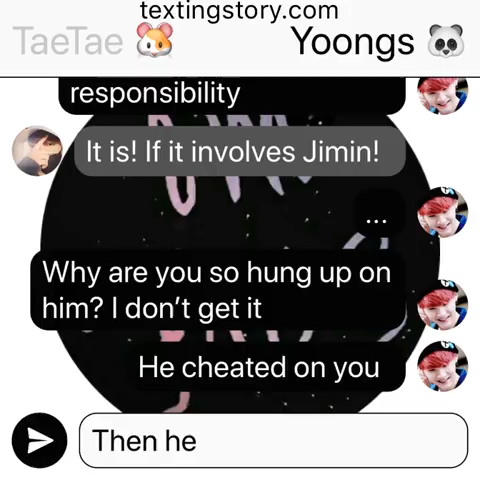 textingstory.com
TaeTae 🐹 Yoongs 🐼
responsibility
It is! If it involves Jimin!
...
Why are you so hung up on
him? I don't get it
He cheated on you
Then he